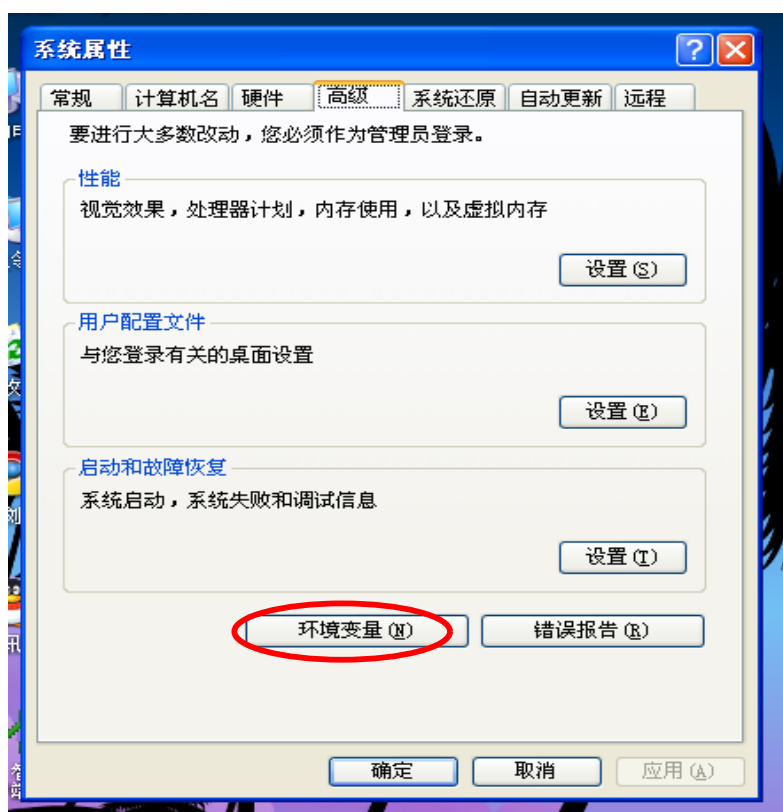 系统属性
常规 计算机名 硬件 高级 系统还原 自动更新 远程
要进行大多数改动，您必须作为管理员登录。
性能
视觉效果，处理器计划，内存使用，以及虚拟内存
设置(S)
用户配置文件
与您登录有关的桌面设置
设置(E)
启动和故障恢复
系统启动，系统失败和调试信息
设置(T)
环境变量(N) 错误报告(R)
确定 取消 应用(A)